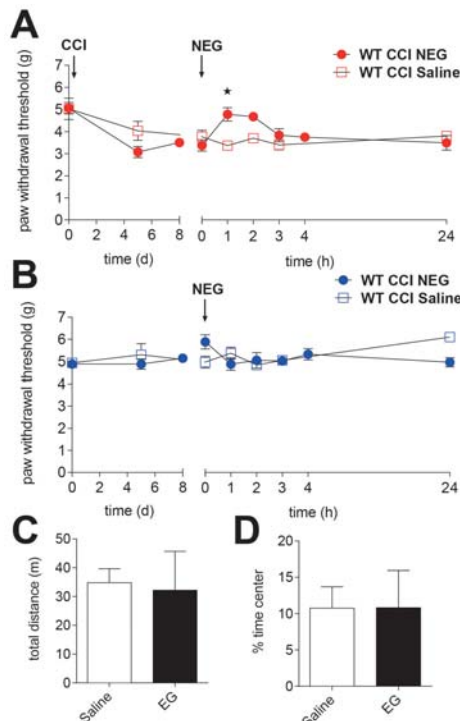 A
CCI
NEG
WT CCI NEG
WT CCI Saline
paw withdrawal threshold (g)
7
6
5
4
3
2
1
0
★
0 2 4 6 8
0 1 2 3 4 24
time (d)
time (h)
B
NEG
WT CCI NEG
WT CCI Saline
paw withdrawal threshold (g)
7
6
5
4
3
2
1
0
0 2 4 6 8
0 1 2 3 4 24
time (d)
time (h)
C
total distance (m)
50
40
30
20
10
0
Saline
EG
D
% time center
20
15
10
5
0
Saline
EG